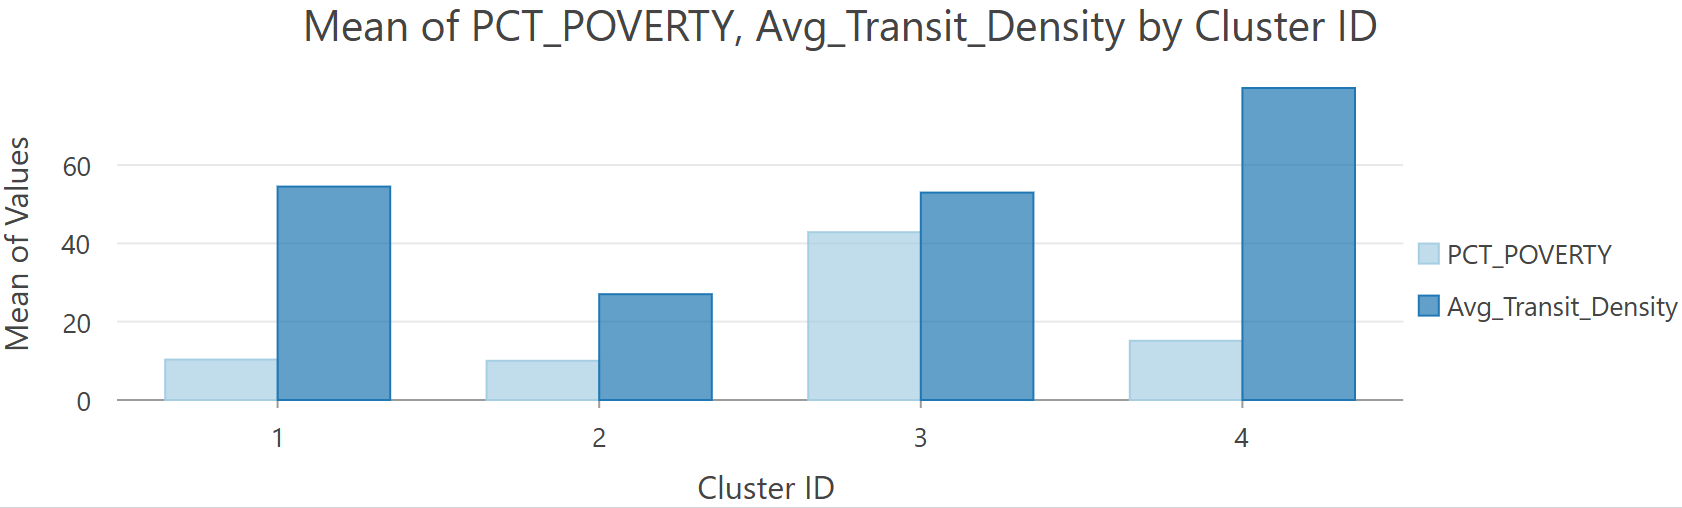 Mean of PCT_POVERTY, Avg_Transit_Density by Cluster ID
Mean of Values
60
40
20
0
1
2
3
4
Cluster ID
PCT_POVERTY
Avg_Transit_Density